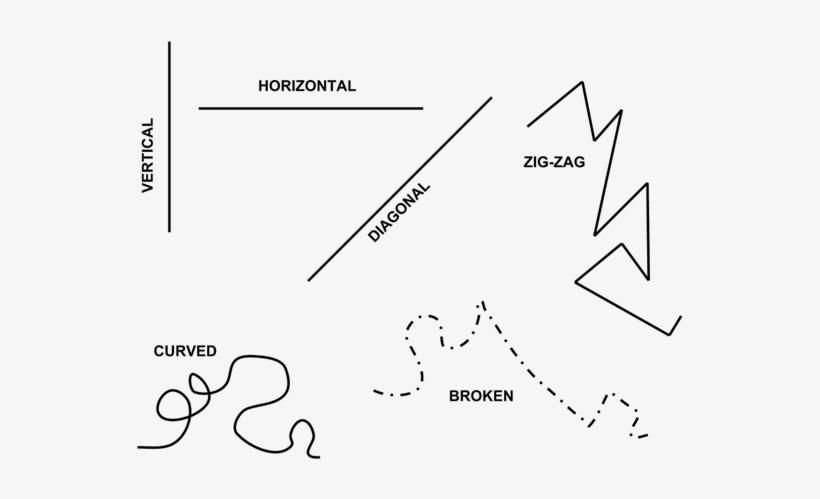 HORIZONTAL
VERTICAL
ZIG-ZAG
DIAGONAL
CURVED
BROKEN